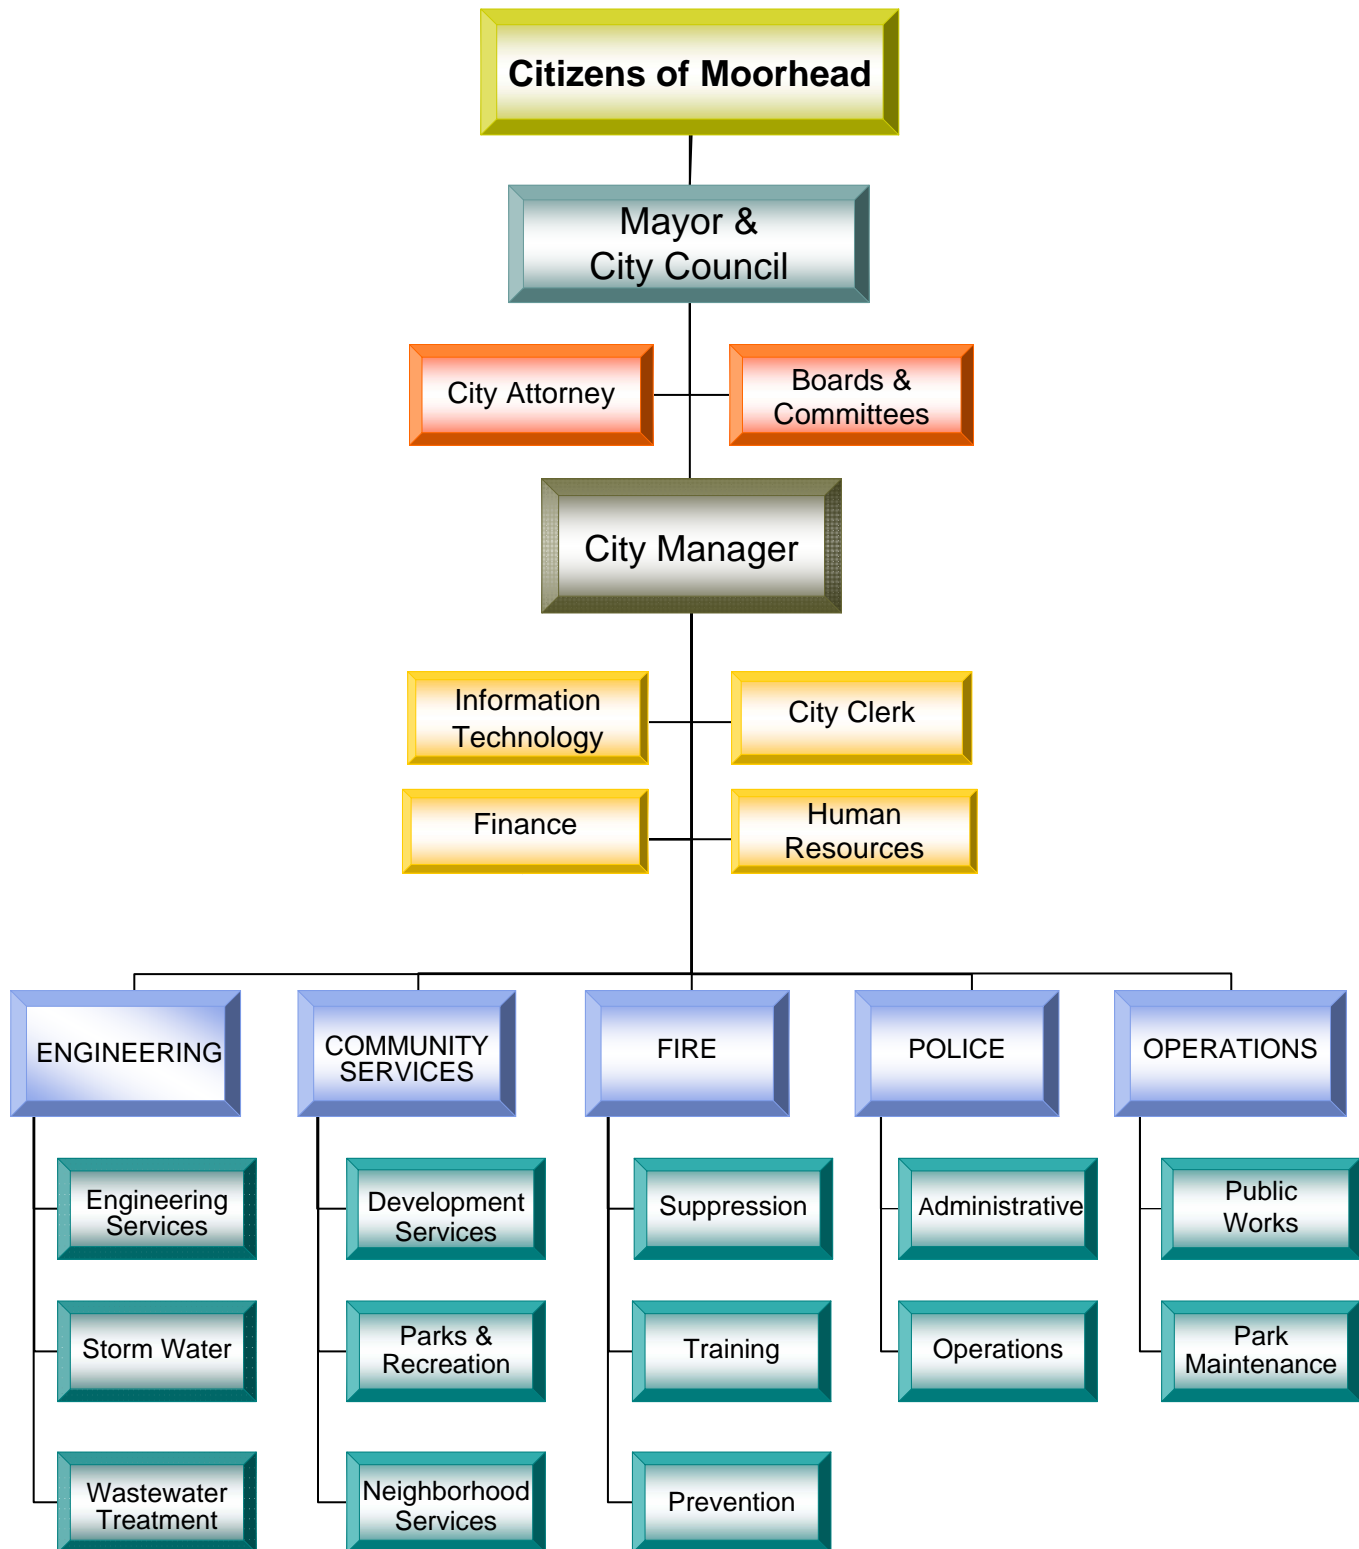 Citizens of Moorhead
Mayor &
City Council
City Attorney
Boards &
Committees
City Manager
Information
Technology
City Clerk
Finance
Human
Resources
ENGINEERING
COMMUNITY
SERVICES
FIRE
POLICE
OPERATIONS
Engineering
Services
Development
Services
Suppression
Administrative
Public
Works
Storm Water
Parks &
Recreation
Training
Operations
Park
Maintenance
Wastewater
Treatment
Neighborhood
Services
Prevention